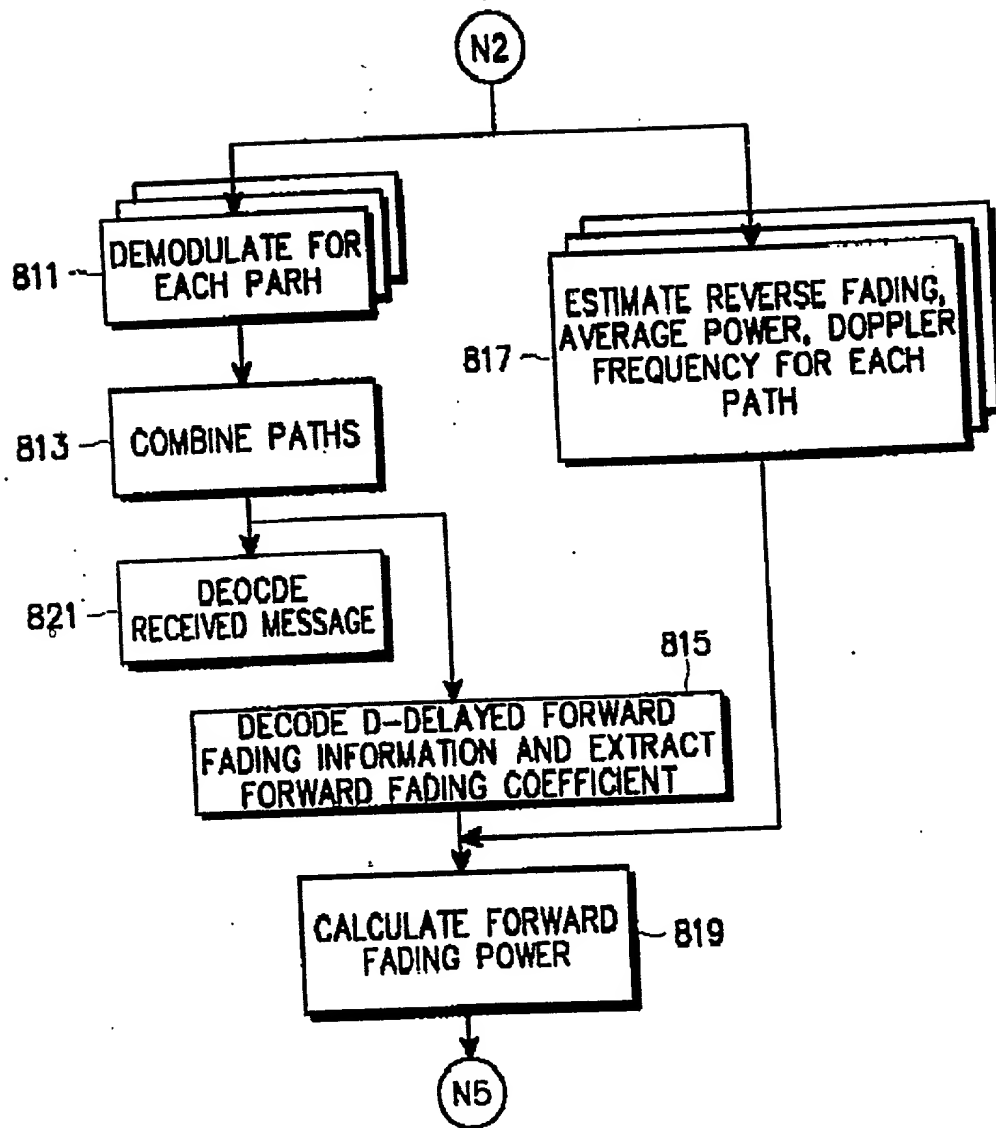 N2
811
DEMODULATE FOR
EACH PARH
817
ESTIMATE REVERSE FADING,
AVERAGE POWER, DOPPLER
FREQUENCY FOR EACH
PATH
813
COMBINE PATHS
821
DEOCDE
RECEIVED MESSAGE
815
DECODE D-DELAYED FORWARD
FADING INFORMATION AND EXTRACT
FORWARD FADING COEFFICIENT
CALCULATE FORWARD
FADING POWER
819
N5